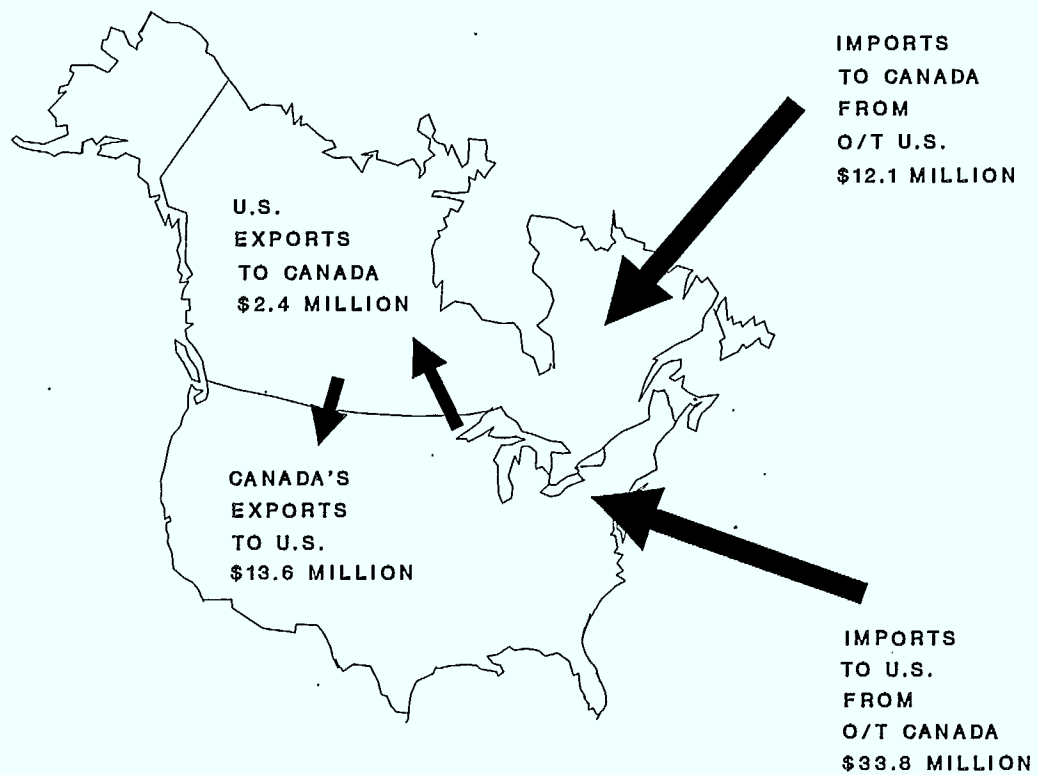 IMPORTS
TO CANADA
FROM
O/T U.S.
$12.1 MILLION
U.S.
EXPORTS
TO CANADA
$2.4 MILLION
CANADA'S
EXPORTS
TO U.S.
$13.6 MILLION
IMPORTS
TO U.S.
FROM
O/T CANADA
$33.8 MILLION